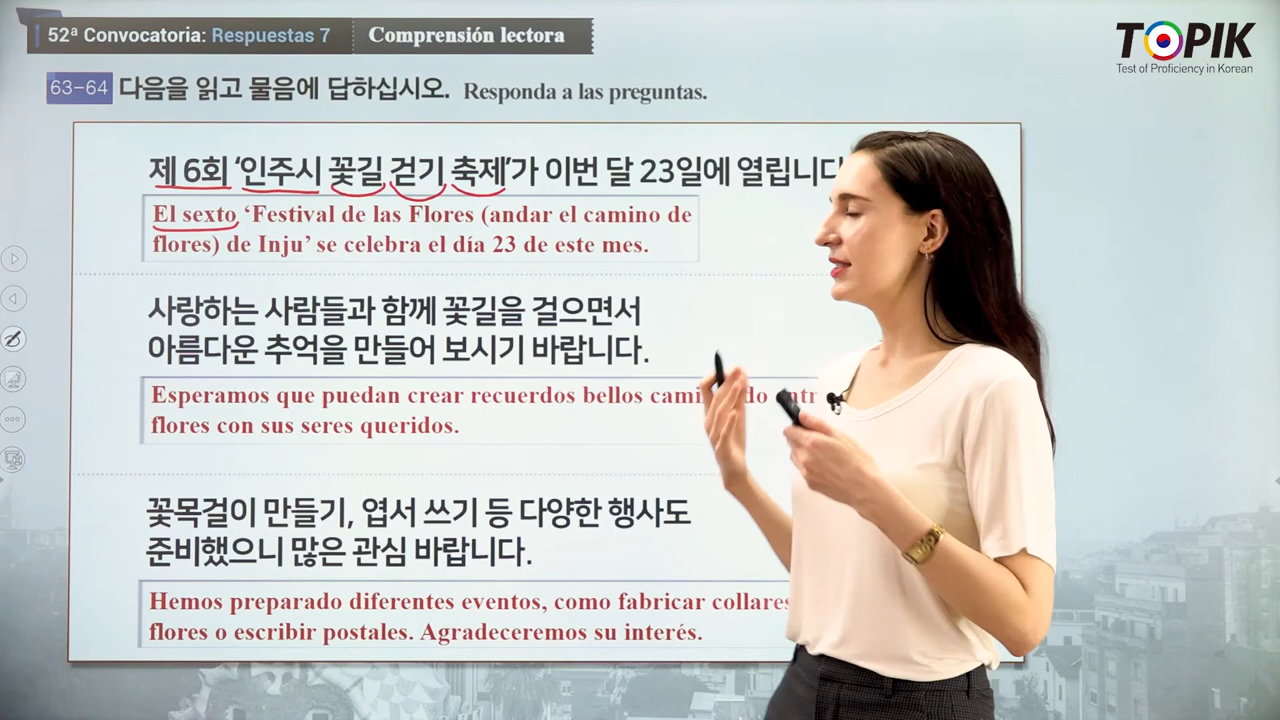 52ª Convocatoria: Respuestas 7 Comprensión lectora
TOPIK
Test of Proficiency in Korean
63-64 다음을 읽고 물음에 답하십시오. Responda a las preguntas.
제 6회 ‘인주시 꽃길 걷기 축제’가 이번 달 23일에 열립니다
El sexto ‘Festival de las Flores (andar el camino de
flores) de Inju’ se celebra el día 23 de este mes.
사랑하는 사람들과 함께 꽃길을 걸으면서
아름다운 추억을 만들어 보시기 바랍니다.
Esperamos que puedan crear recuerdos bellos
flores con sus seres queridos.
꽃목걸이 만들기, 엽서 쓰기 등 다양한 행사도
준비했으니 많은 관심 바랍니다.
Hemos preparado diferentes eventos, como fabricar collares
flores o escribir postales. Agradeceremos su interés.